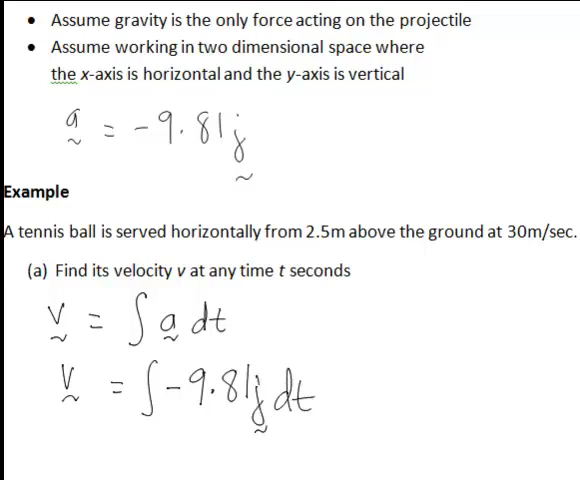 • Assume gravity is the only force acting on the projectile
• Assume working in two dimensional space where
the x-axis is horizontal and the y-axis is vertical
a̰ = -9.81j̰
Example
A tennis ball is served horizontally from 2.5m above the ground at 30m/sec.
(a) Find its velocity v at any time t seconds
v̰ = ∫ a̰ dt
v̰ = ∫ -9.81j̰ dt